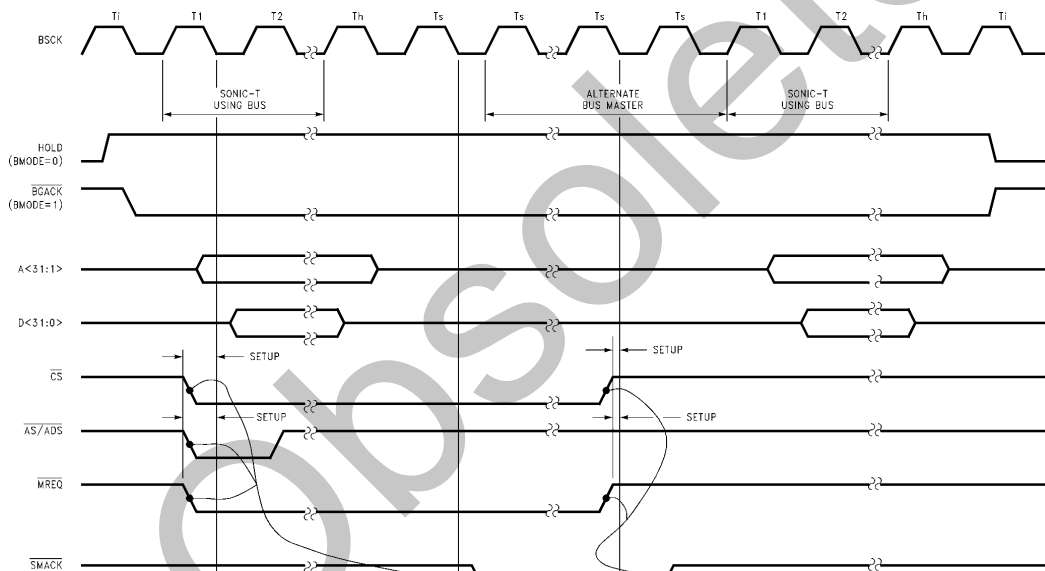 Ti T1 T2 Th Ts Ts Ts Ts T1 T2 Th Ti
BSCK
SONIC-T
USING BUS
ALTERNATE
BUS MASTER
SONIC-T
USING BUS
HOLD
(BMODE=0)
BGACK
(BMODE=1)
A<31:1>
D<31:0>
SETUP
SETUP
CS
SETUP
SETUP
AS/ADS
MREQ
SMACK
Obsolete